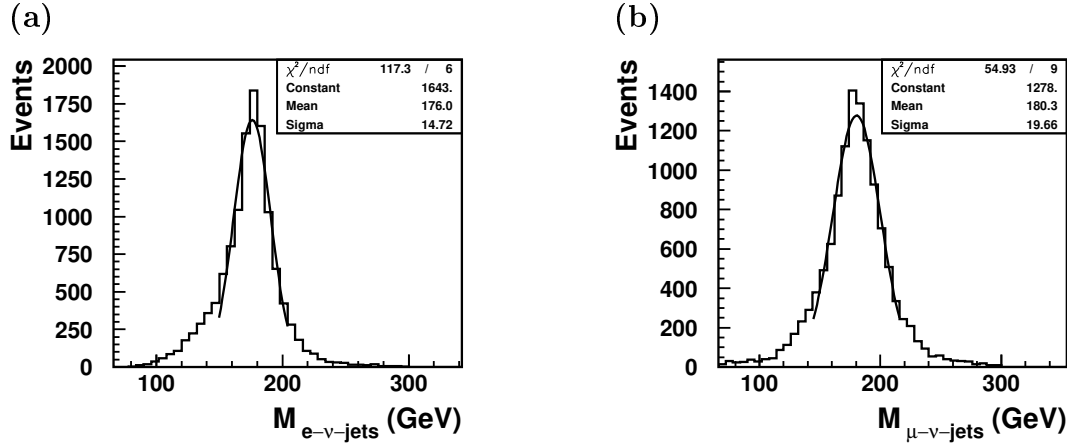 (a)
(b)
Events
2000
1750
1500
1250
1000
750
500
250
0
100
200
300
M e−ν−jets (GeV)
χ²/ndf 117.3 / 6
Constant 1643.
Mean 176.0
Sigma 14.72
Events
1400
1200
1000
800
600
400
200
0
100
200
300
M μ−ν−jets (GeV)
χ²/ndf 54.93 / 9
Constant 1278.
Mean 180.3
Sigma 19.66